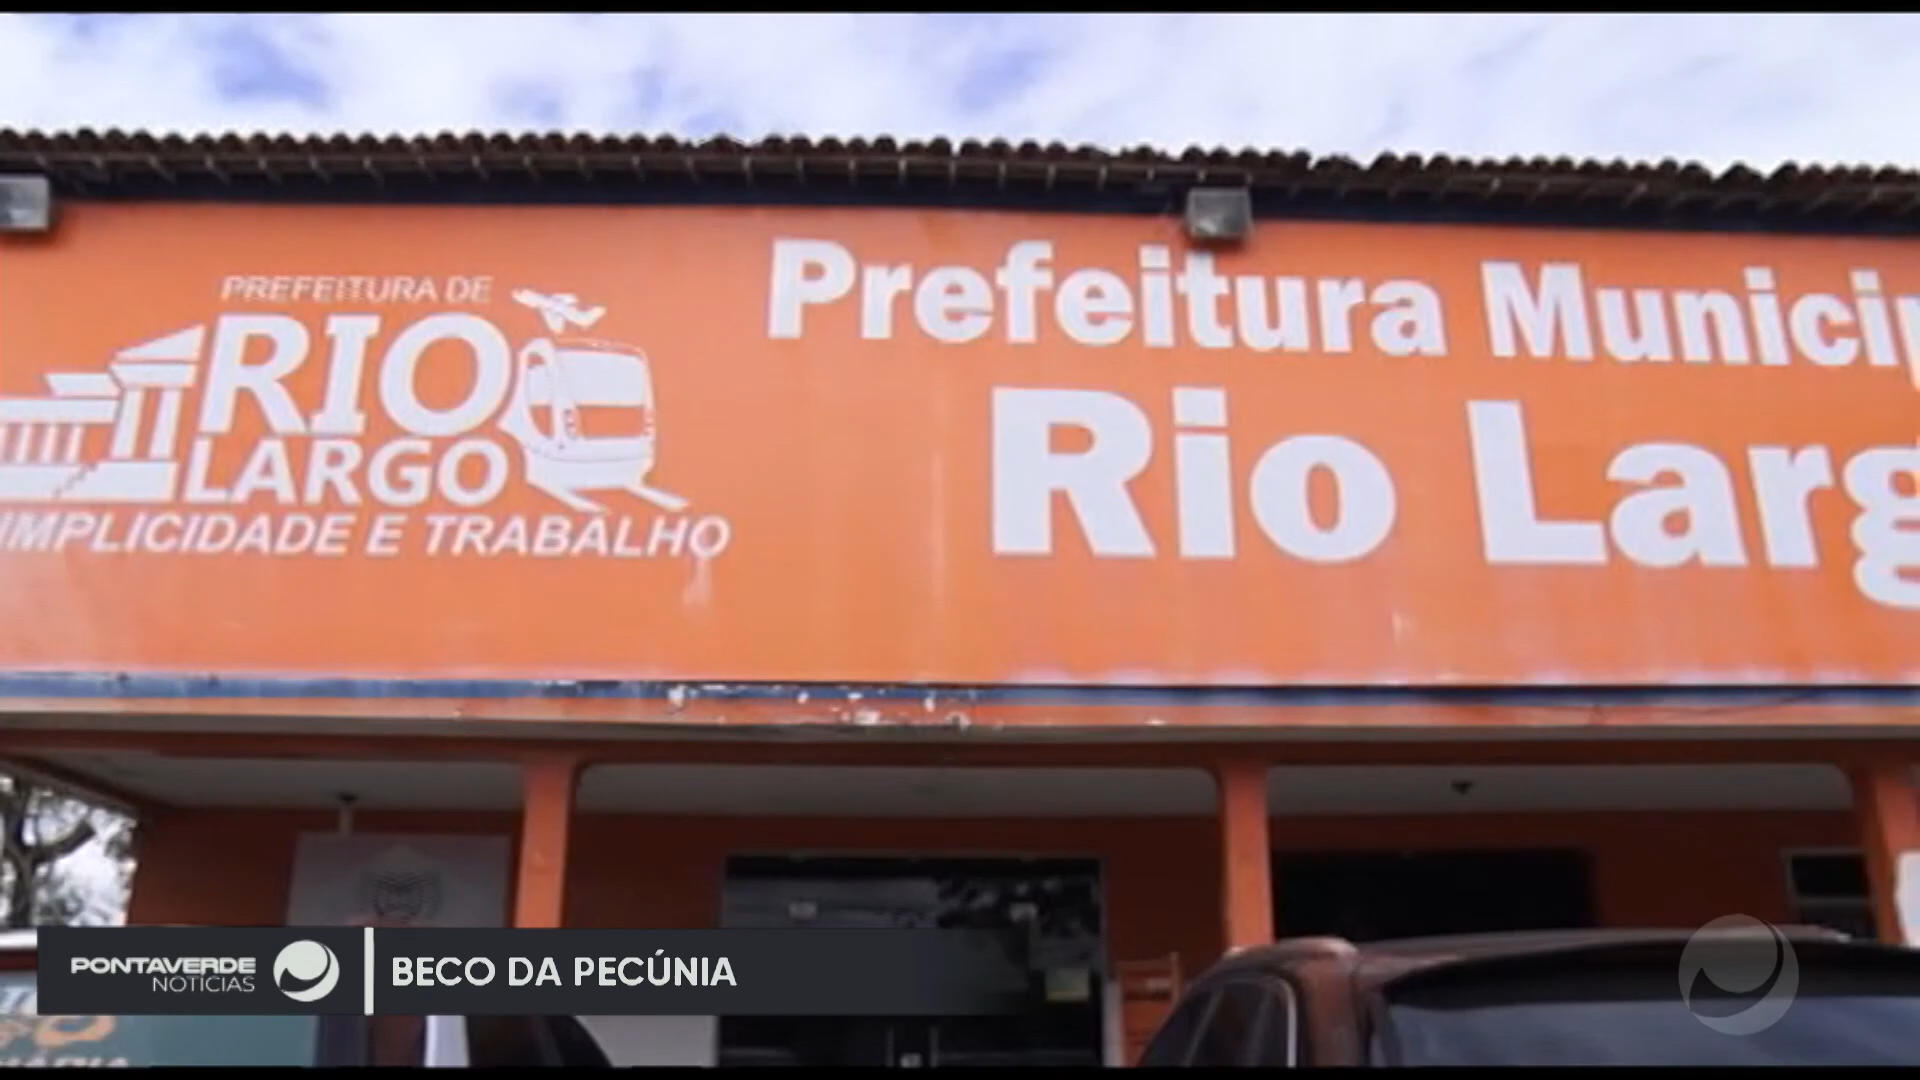 PREFEITURA DE
RIO
LARGO
IMPLICIDADE E TRABALHO
Prefeitura Municip
Rio Larg
PONTAVERDE
NOTÍCIAS
BECO DA PECÚNIA